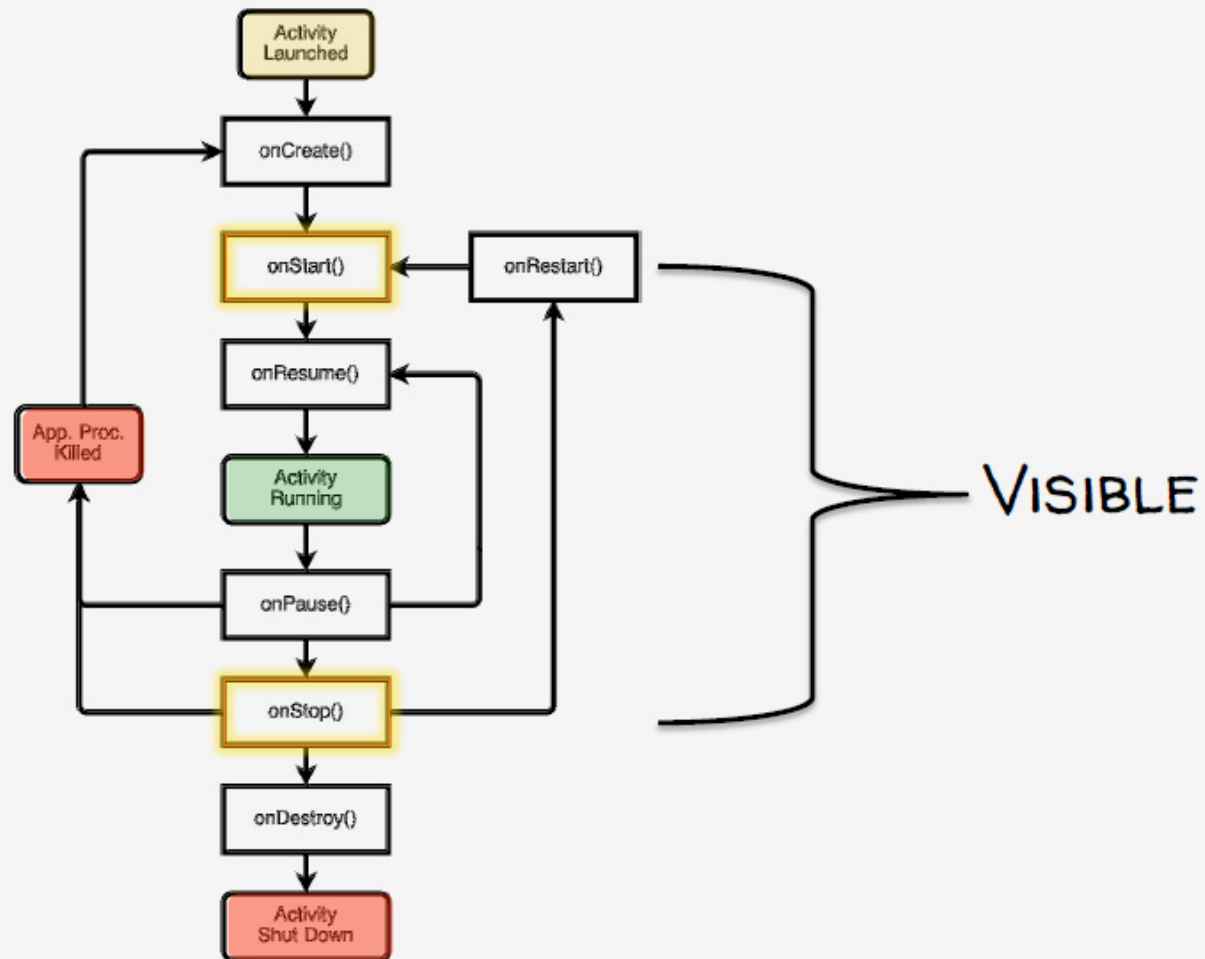 Activity
Launched
onCreate()
onStart()
onRestart()
onResume()
App. Proc.
Killed
Activity
Running
VISIBLE
onPause()
onStop()
onDestroy()
Activity
Shut Down